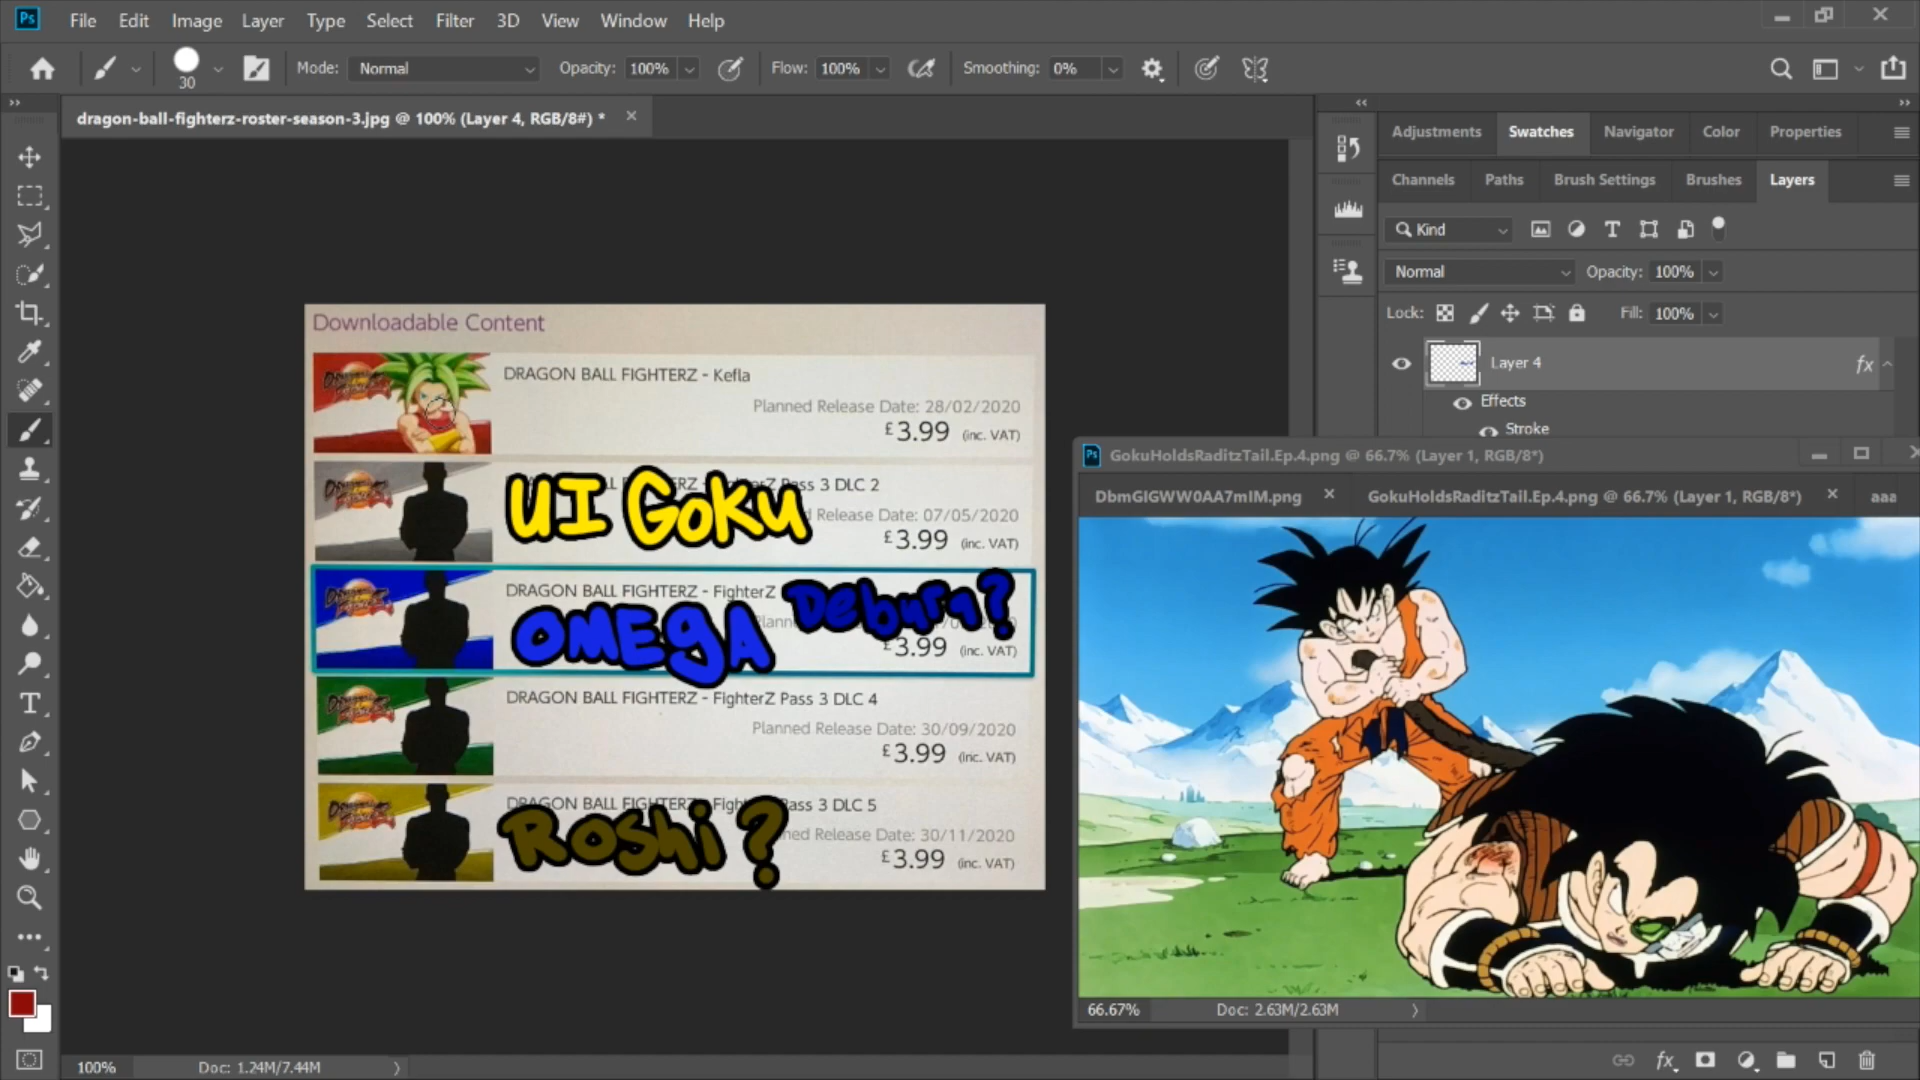 Ps File Edit Image Layer Type Select Filter 3D View Window Help
30 Mode: Normal Opacity: 100% Flow: 100% Smoothing: 0%
dragon-ball-fighterz-roster-season-3.jpg @ 100% (Layer 4, RGB/8#) *
Adjustments Swatches Navigator Color Properties
Channels Paths Brush Settings Brushes Layers
Kind
Normal Opacity: 100%
Lock: Fill: 100%
Layer 4 fx
Effects
Stroke
Downloadable Content
DRAGON BALL FIGHTERZ - Kefla
Planned Release Date: 28/02/2020
£3.99 (inc. VAT)
Pass 3 DLC 2
UI Goku
Release Date: 07/05/2020
£3.99 (inc. VAT)
DRAGON BALL FIGHTERZ - FighterZ
Debura?
OMEGA
£3.99 (inc. VAT)
DRAGON BALL FIGHTERZ - FighterZ Pass 3 DLC 4
Planned Release Date: 30/09/2020
£3.99 (inc. VAT)
DRAGON BALL FIGHTERZ - Pass 3 DLC 5
Roshi ?
Release Date: 30/11/2020
£3.99 (inc. VAT)
Ps GokuHoldsRaditzTail.Ep.4.png @ 66.7% (Layer 1, RGB/8*)
DbmGIGWW0AA7mIM.png GokuHoldsRaditzTail.Ep.4.png @ 66.7% (Layer 1, RGB/8*) aaa
66.67% Doc: 2.63M/2.63M
100% Doc: 1.24M/7.44M
fx